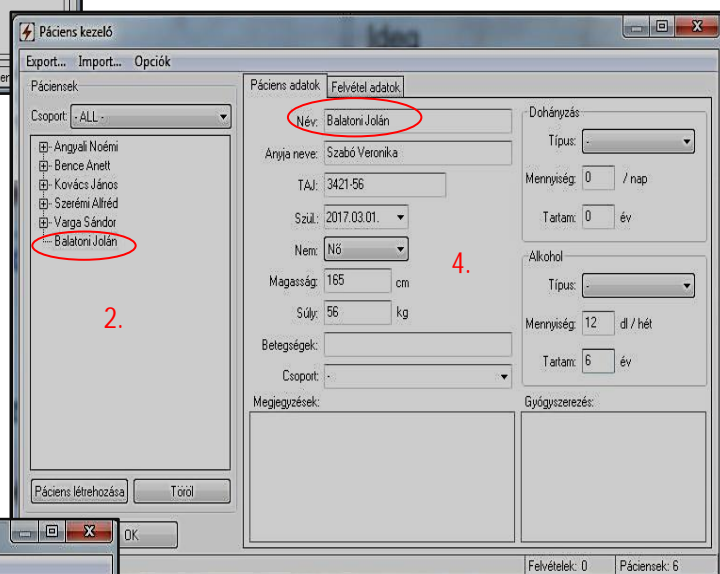 Ideg
Páciens kezelő
Export... Import... Opciók
er
Páciensek
Csoport: - ALL -
Angyali Noémi
Bence Anett
Kovács János
Szerémi Alfréd
Varga Sándor
Balatoni Jolán
2.
Páciens létrehozása
Töröl
OK
Páciens adatok
Felvétel adatok
Név: Balatoni Jolán
Anyja neve: Szabó Veronika
TAJ: 3421-56
Szül.: 2017.03.01.
Nem: Nő
Magasság: 165 cm
Súly: 56 kg
4.
Betegségek:
Csoport: -
Megjegyzések:
Dohányzás
Típus: -
Mennyiség: 0 / nap
Tartam: 0 év
Alkohol
Típus: -
Mennyiség: 12 dl / hét
Tartam: 6 év
Gyógyszerezés:
Felvételek: 0
Páciensek: 6